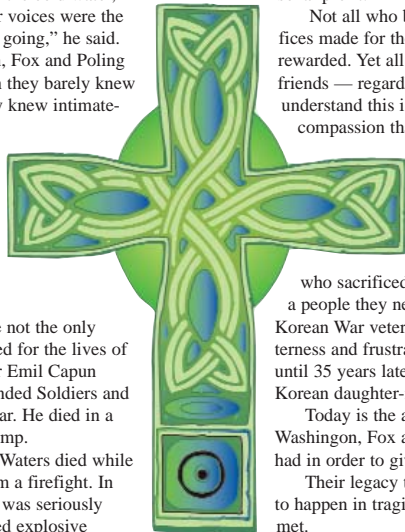 r voices were the
going,” he said.
n, Fox and Poling
n they barely knew
y knew intimate-
e not the only
ed for the lives of
r Emil Capun
nded Soldiers and
ar. He died in a
mp.
Waters died while
m a firefight. In
was seriously
ed explosive
Not all who b
fices made for th
rewarded. Yet all
friends — regard
understand this i
compassion th
who sacrificed
a people they ne
Korean War veter
terness and frustra
until 35 years late
Korean daughter-
Today is the a
Washingon, Fox a
had in order to giv
Their legacy t
to happen in tragi
met.